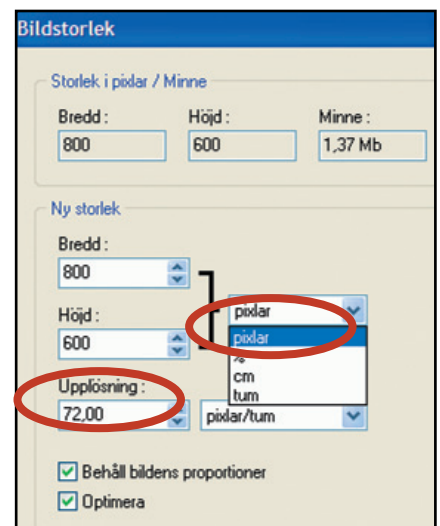 Bildstorlek
Storlek i pixlar / Minne
Bredd : Höjd : Minne :
800 600 1,37 Mb
Ny storlek
Bredd :
800
pixlar
Höjd :
pixlar
600
%
cm
Upplösning :
tum
72,00 pixlar/tum
Behåll bildens proportioner
Optimera